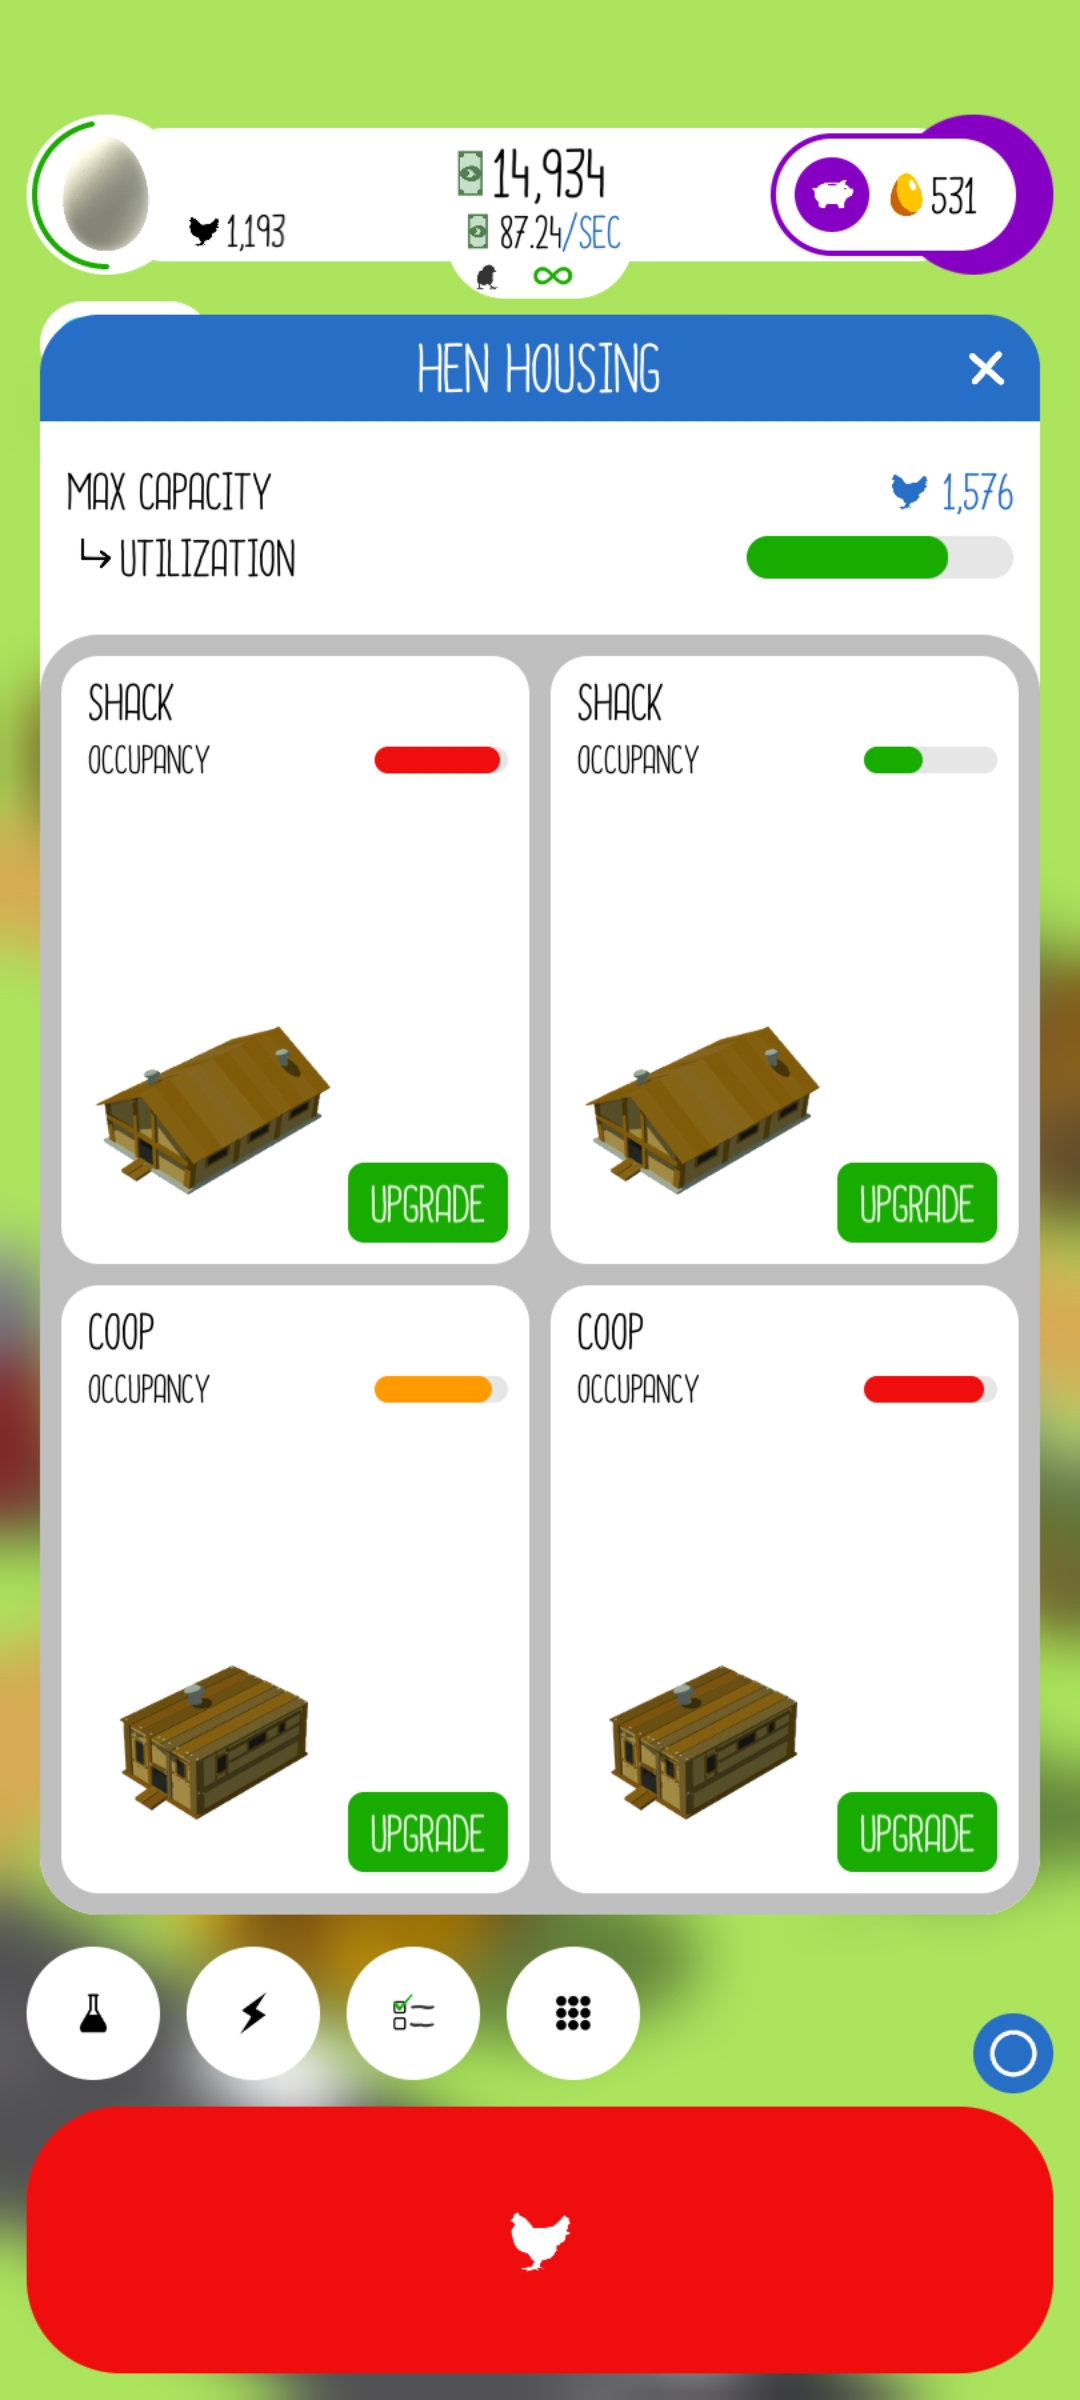 14,934
1,193
87.24/SEC
531
HEN HOUSING
MAX CAPACITY
1,576
UTILIZATION
SHACK
OCCUPANCY
UPGRADE
SHACK
OCCUPANCY
UPGRADE
COOP
OCCUPANCY
UPGRADE
COOP
OCCUPANCY
UPGRADE